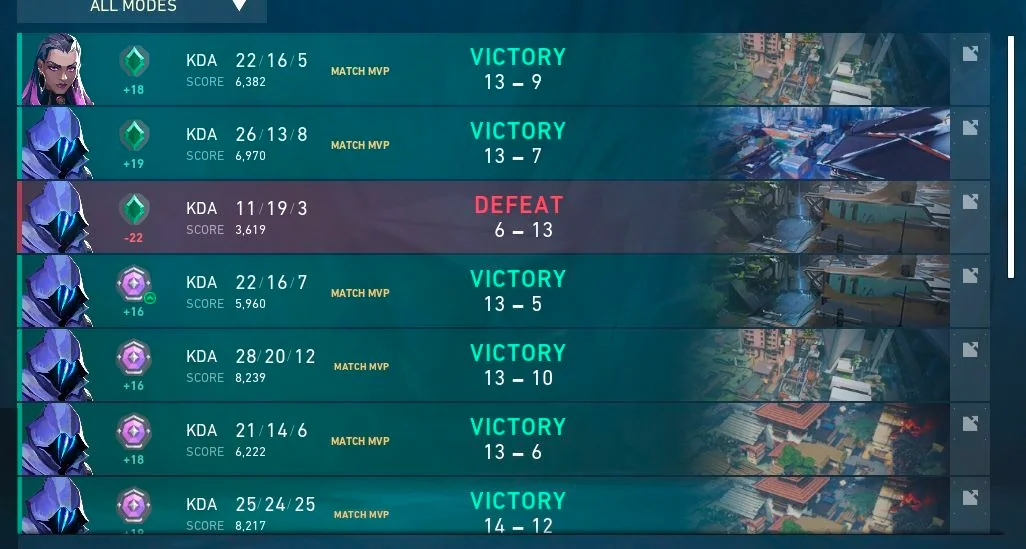 ALL MODES
KDA 22/16/5
SCORE 6,382
+18
MATCH MVP
VICTORY
13 – 9
KDA 26/13/8
SCORE 6,970
+19
MATCH MVP
VICTORY
13 – 7
KDA 11/19/3
SCORE 3,619
-22
DEFEAT
6 – 13
KDA 22/16/7
SCORE 5,960
+16
MATCH MVP
VICTORY
13 – 5
KDA 28/20/12
SCORE 8,239
+16
MATCH MVP
VICTORY
13 – 10
KDA 21/14/6
SCORE 6,222
+18
MATCH MVP
VICTORY
13 – 6
KDA 25/24/25
SCORE 8,217
MATCH MVP
VICTORY
14 – 12